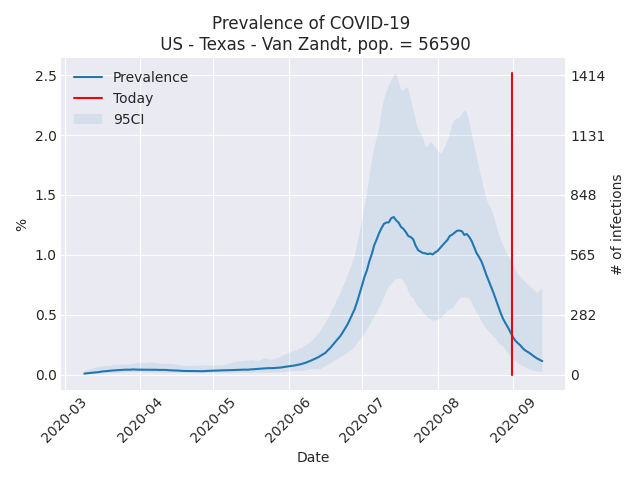 Prevalence of COVID-19
US - Texas - Van Zandt, pop. = 56590
Prevalence
Today
95CI
2.5
2.0
1.5
1.0
0.5
0.0
%
1414
1131
848
565
282
0
# of infections
2020-03
2020-04
2020-05
2020-06
2020-07
2020-08
2020-09
Date